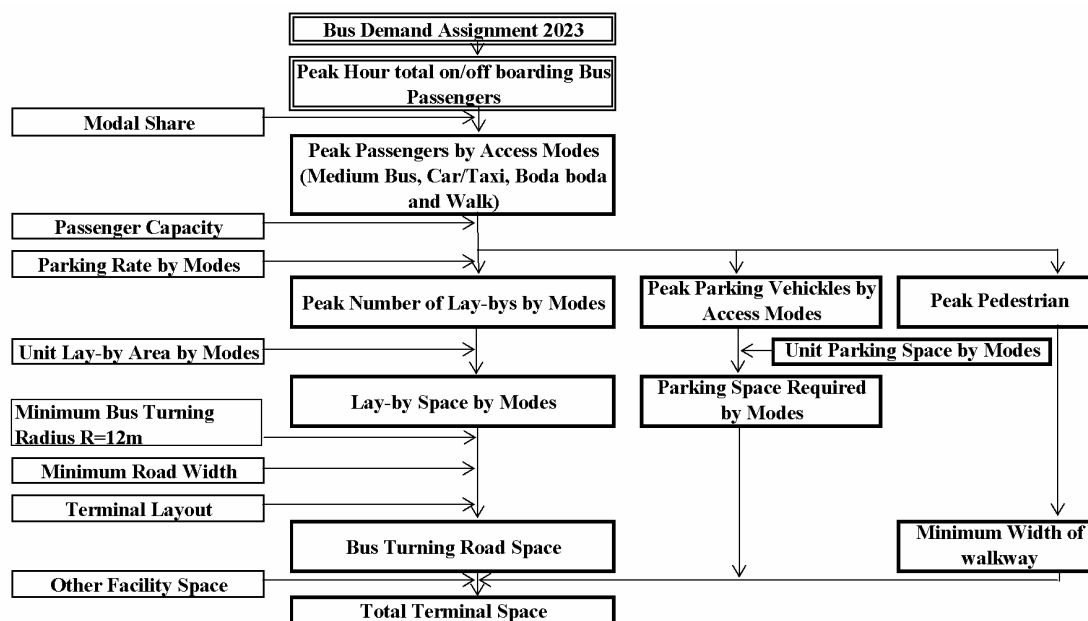 Bus Demand Assignment 2023
Peak Hour total on/off boarding Bus
Passengers
Modal Share
Peak Passengers by Access Modes
(Medium Bus, Car/Taxi, Boda boda
and Walk)
Passenger Capacity
Parking Rate by Modes
Peak Number of Lay-bys by Modes
Peak Parking Vehickles by
Access Modes
Peak Pedestrian
Unit Lay-by Area by Modes
Unit Parking Space by Modes
Lay-by Space by Modes
Parking Space Required
by Modes
Minimum Bus Turning
Radius R=12m
Minimum Road Width
Terminal Layout
Bus Turning Road Space
Minimum Width of
walkway
Other Facility Space
Total Terminal Space